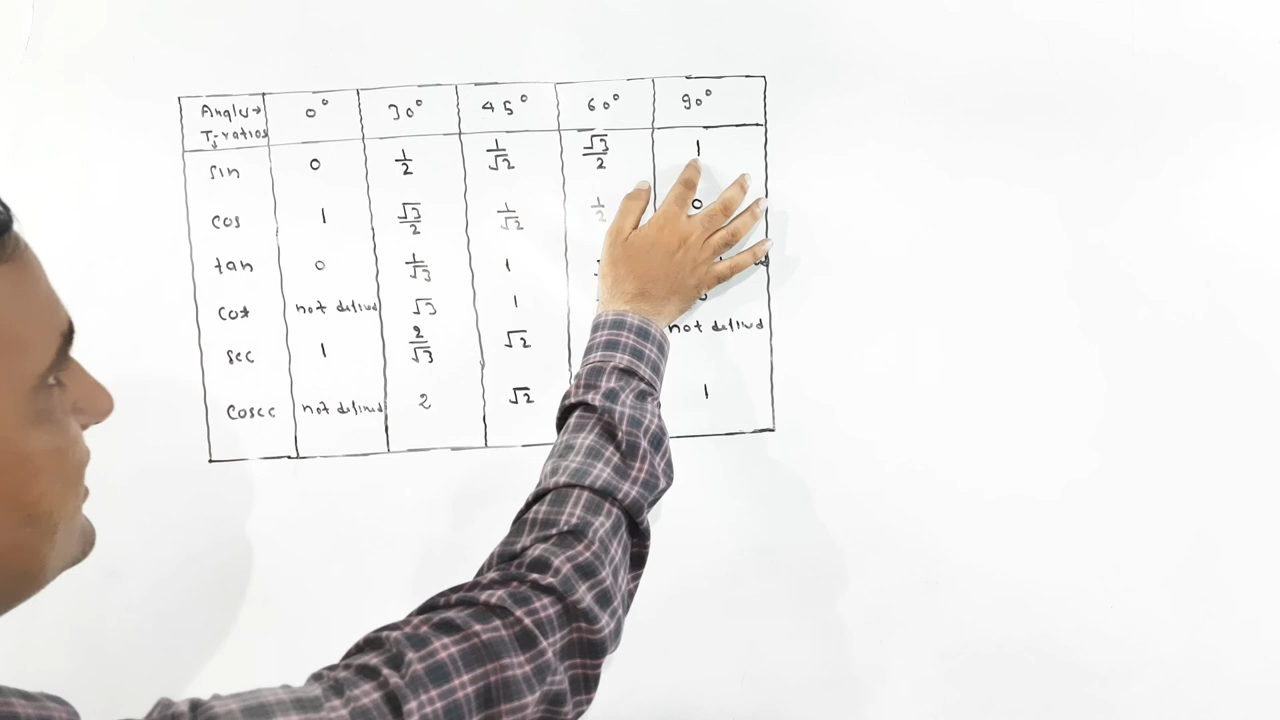 Angles→ 0° 30° 45° 60° 90°
T-ratios
sin 0 1/2 1/√2 √3/2 1
cos 1 √3/2 1/√2 1/2 0
tan 0 1/√3 1
cot not defined √3 1
sec 1 2/√3 √2 not defined
cosec not defined 2 √2 1